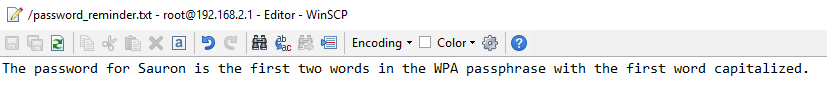 /password_reminder.txt - root@192.168.2.1 - Editor - WinSCP
Encoding Color
The password for Sauron is the first two words in the WPA passphrase with the first word capitalized.